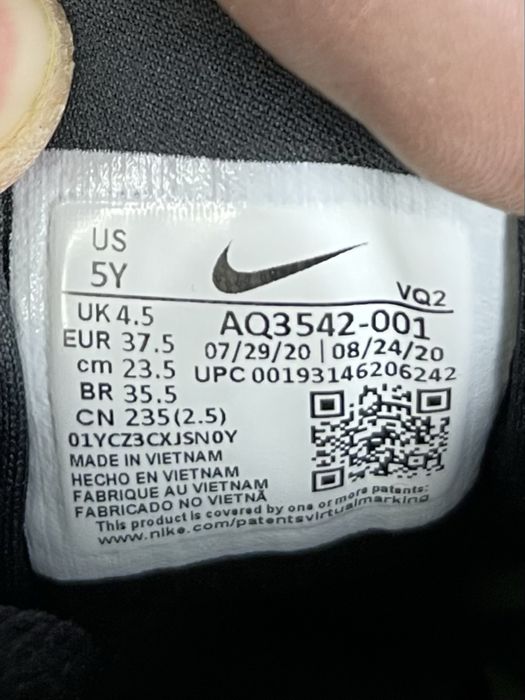 US
5Y
VQ2
UK 4.5
EUR 37.5
cm 23.5
BR 35.5
CN 235(2.5)
AQ3542-001
07/29/20 | 08/24/20
UPC 00193146206242
01YCZ3CXJSN0Y
MADE IN VIETNAM
HECHO EN VIETNAM
FABRIQUE AU VIETNAM
FABRICADO NO VIETNÃ
This product is covered by one or more patents:
www.nike.com/patentsvirtualmarking